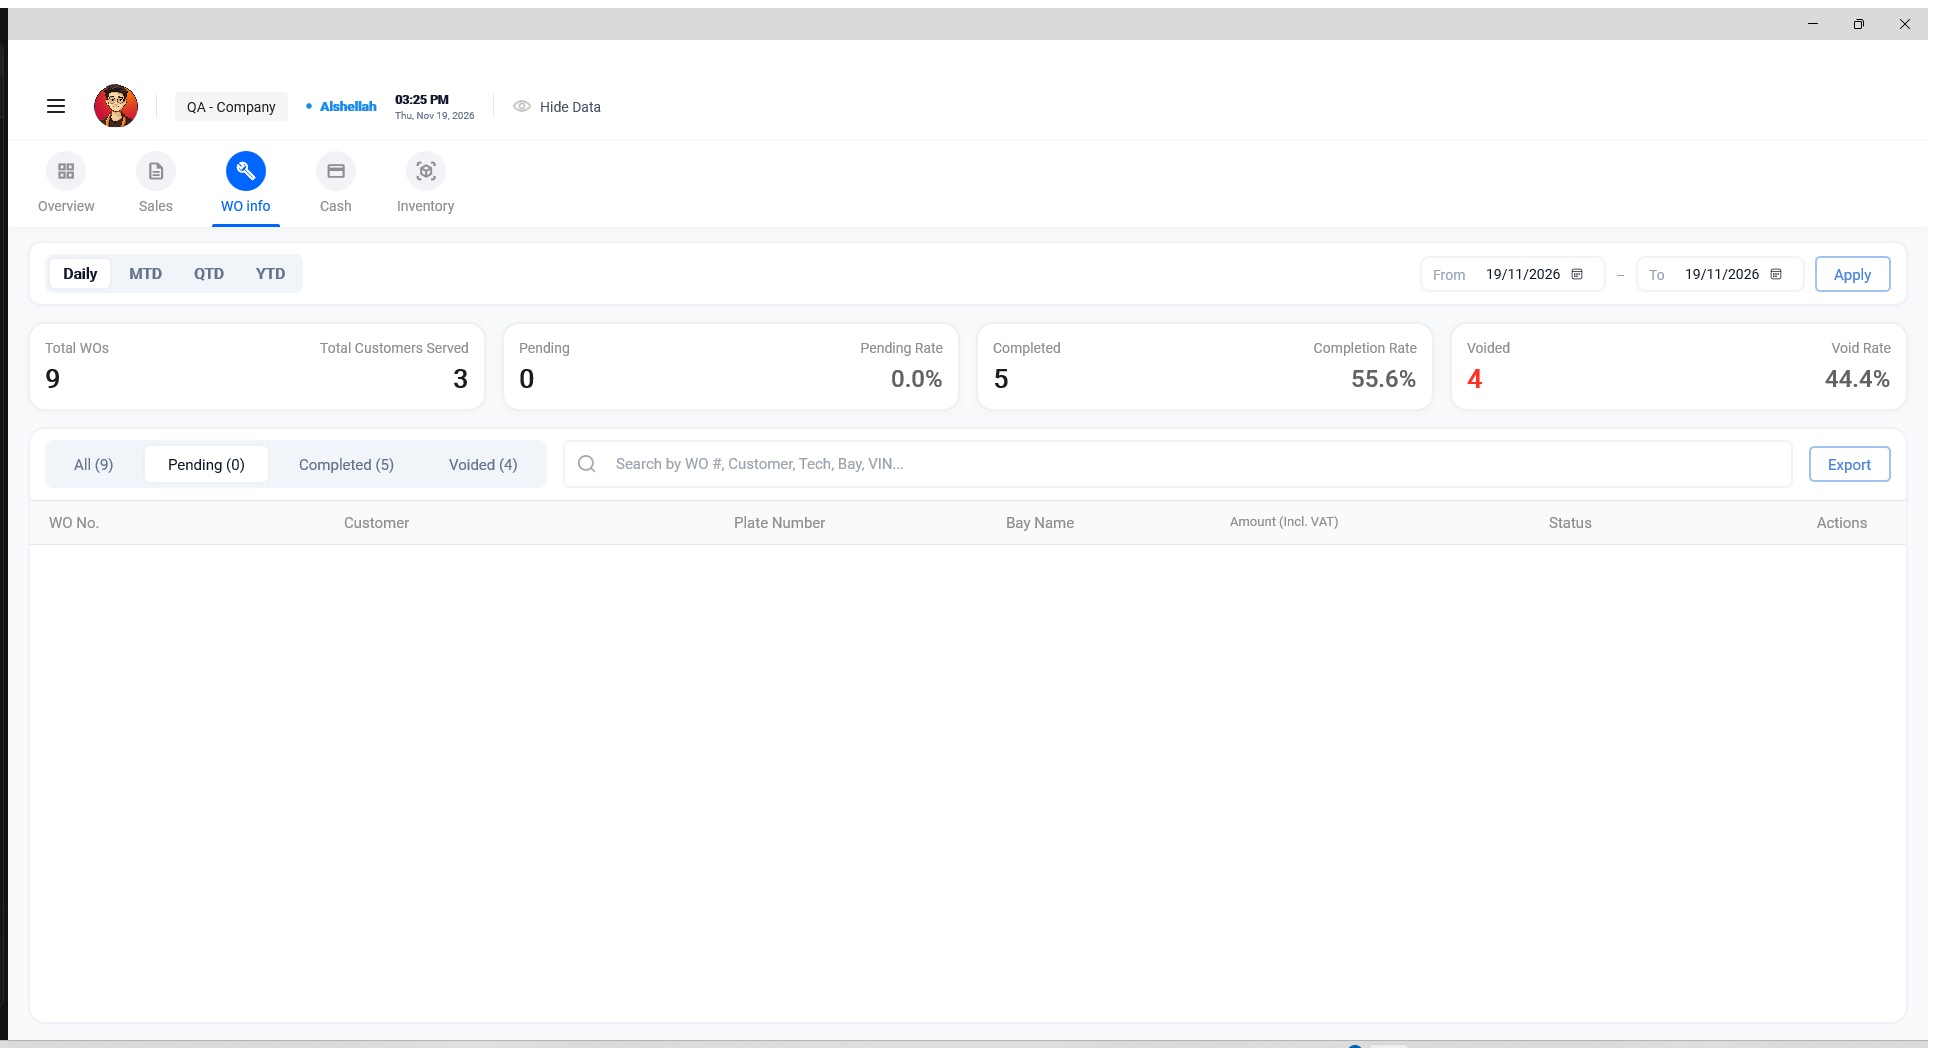 QA - Company
• Alshellah
03:25 PM
Thu, Nov 19, 2026
Hide Data
Overview
Sales
WO info
Cash
Inventory
Daily
MTD
QTD
YTD
From 19/11/2026
–
To 19/11/2026
Apply
Total WOs
9
Total Customers Served
3
Pending
0
Pending Rate
0.0%
Completed
5
Completion Rate
55.6%
Voided
4
Void Rate
44.4%
All (9)
Pending (0)
Completed (5)
Voided (4)
Search by WO #, Customer, Tech, Bay, VIN...
Export
WO No.
Customer
Plate Number
Bay Name
Amount (Incl. VAT)
Status
Actions